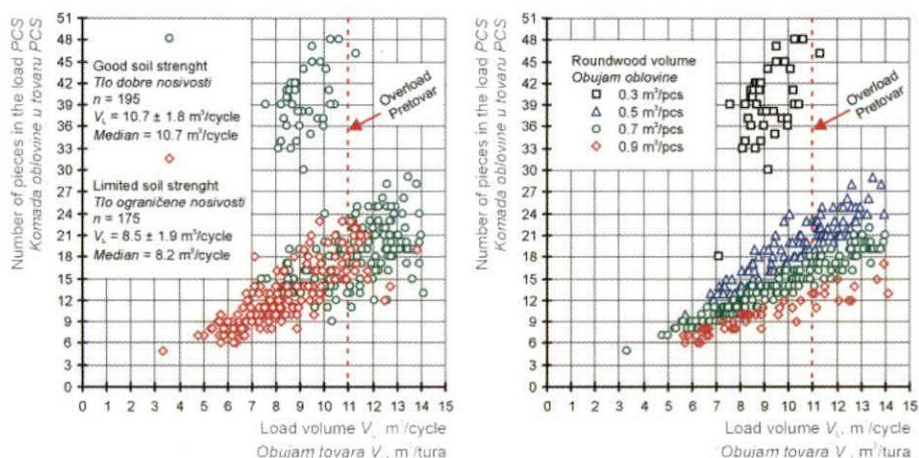 Number of pieces in the load PCS
Komada oblovine u tovaru PCS
51
48
45
42
39
36
33
30
27
24
21
18
15
12
9
6
3
0
Good soil strenght
Tlo dobre nosivosti
n = 195
V_L = 10.7 ± 1.8 m³/cycle
Median = 10.7 m³/cycle
Limited soil strenght
Tlo ograničene nosivosti
n = 175
V_L = 8.5 ± 1.9 m³/cycle
Median = 8.2 m³/cycle
Overload
Pretovar
0 1 2 3 4 5 6 7 8 9 10 11 12 13 14 15
Load volume V, m³/cycle
Obujam tovara V, m³/tura
Number of pieces in the load PCS
Komada oblovine u tovaru PCS
51
48
45
42
39
36
33
30
27
24
21
18
15
12
9
6
3
0
Roundwood volume
Obujam oblovine
0.3 m³/pcs
0.5 m³/pcs
0.7 m³/pcs
0.9 m³/pcs
Overload
Pretovar
0 1 2 3 4 5 6 7 8 9 10 11 12 13 14 15
Load volume V_L, m³/cycle
Obujam tovara V, m³/tura